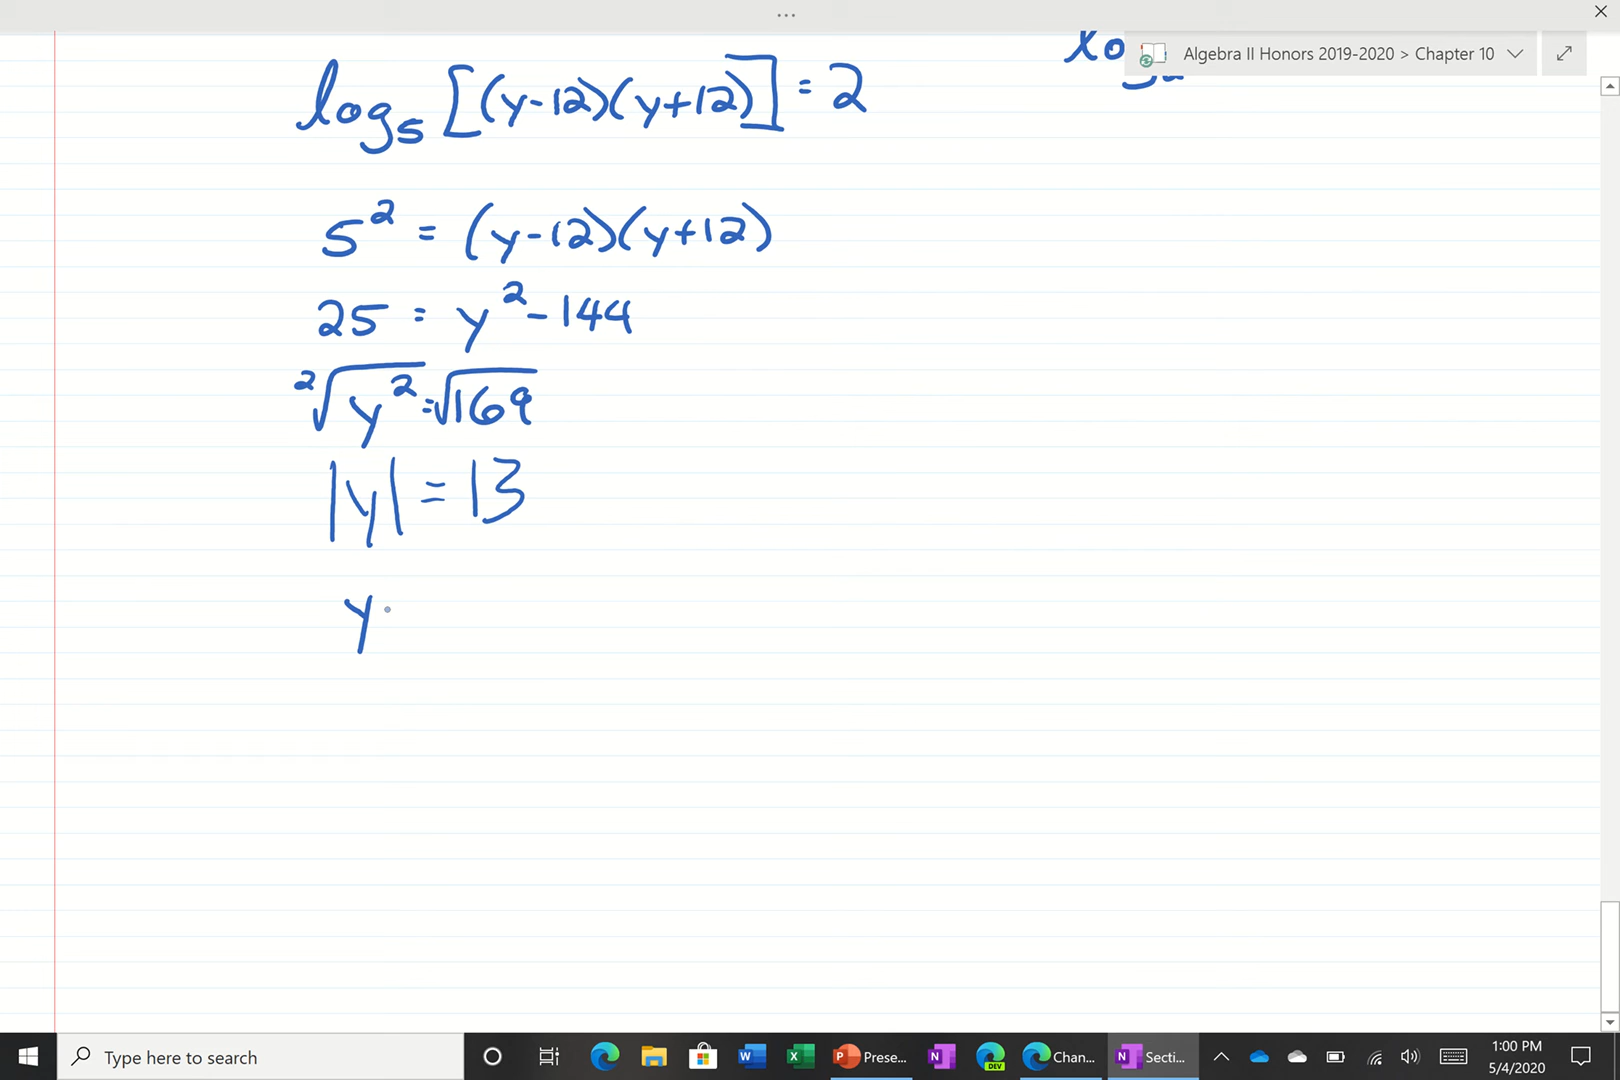 Algebra II Honors 2019-2020 > Chapter 10
log₅ [(y-12)(y+12)] = 2
5² = (y-12)(y+12)
25 = y² - 144
²√y² = √169
|y| = 13
y
Type here to search
W
X
P Prese...
N
DEV
Chan...
N Secti...
1:00 PM
5/4/2020